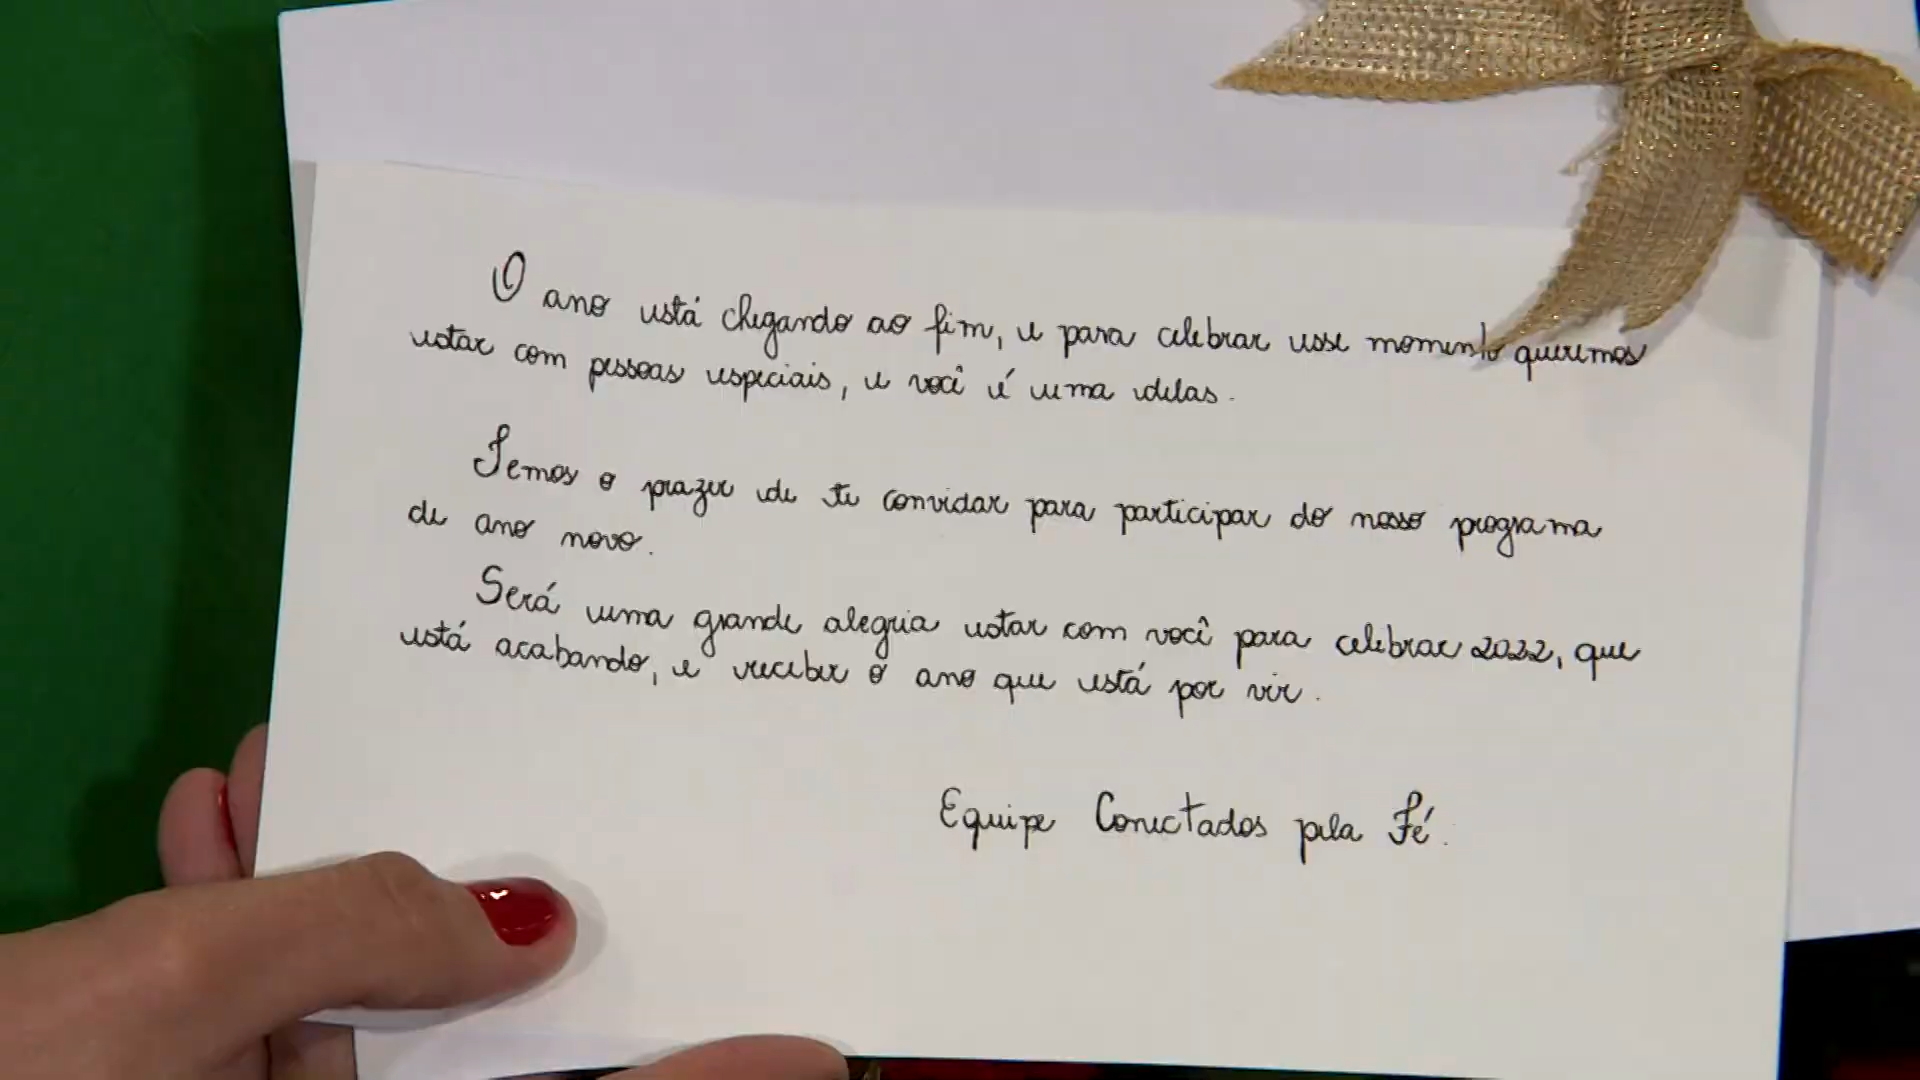 O ano está chegando ao fim, e para celebrar esse momento queremos
estar com pessoas especiais, e você é uma delas.
Temos o prazer de te convidar para participar do nosso programa
de ano novo.
Será uma grande alegria estar com você para celebrar 2022, que
está acabando, e receber o ano que está por vir.
Equipe Conectados pela Fé.